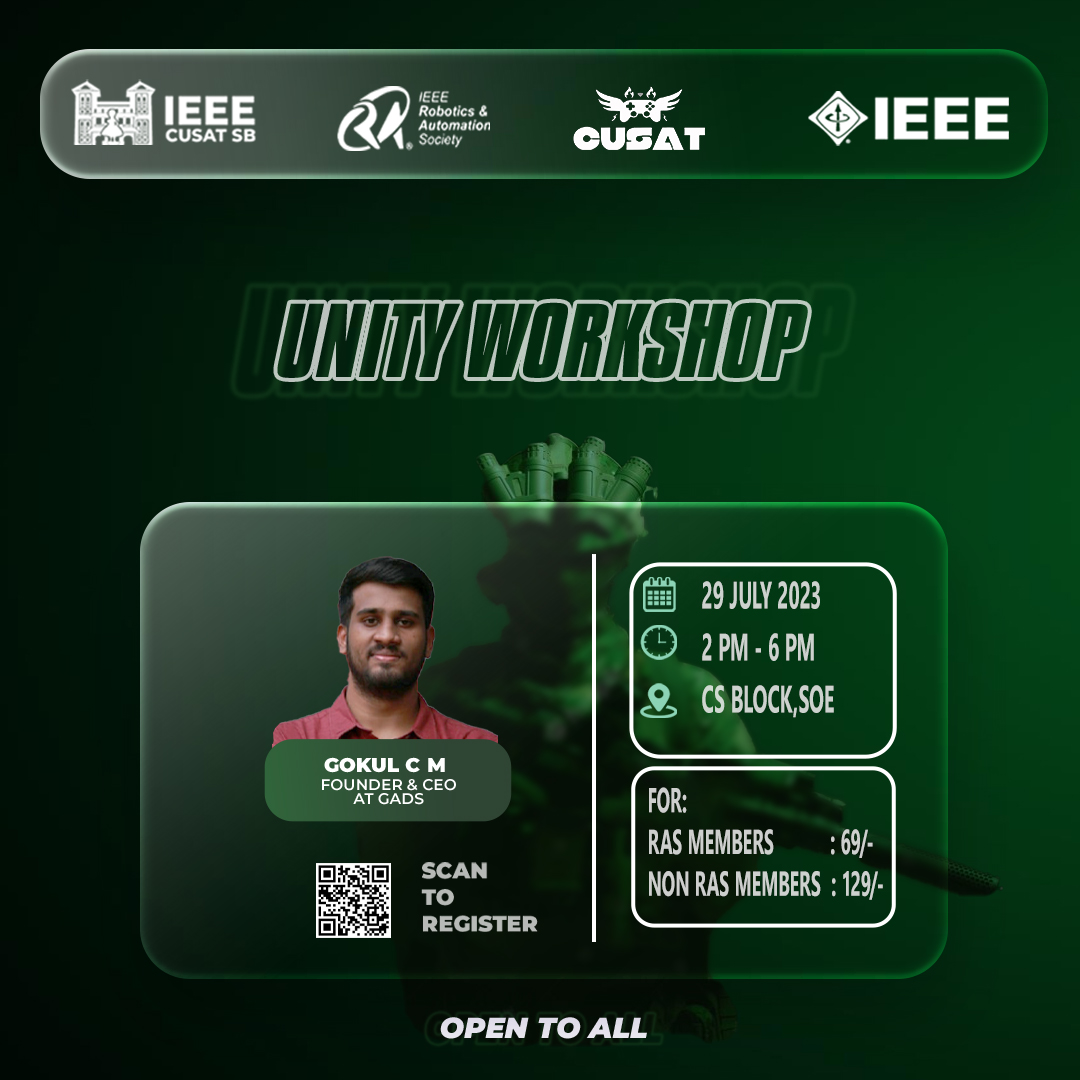 IEEE
CUSAT SB
IEEE
Robotics &
Automation
Society
CUSAT
IEEE
UNITY WORKSHOP
29 JULY 2023
2 PM - 6 PM
CS BLOCK,SOE
GOKUL C M
FOUNDER & CEO
AT GADS
FOR:
RAS MEMBERS : 69/-
NON RAS MEMBERS : 129/-
SCAN
TO
REGISTER
OPEN TO ALL